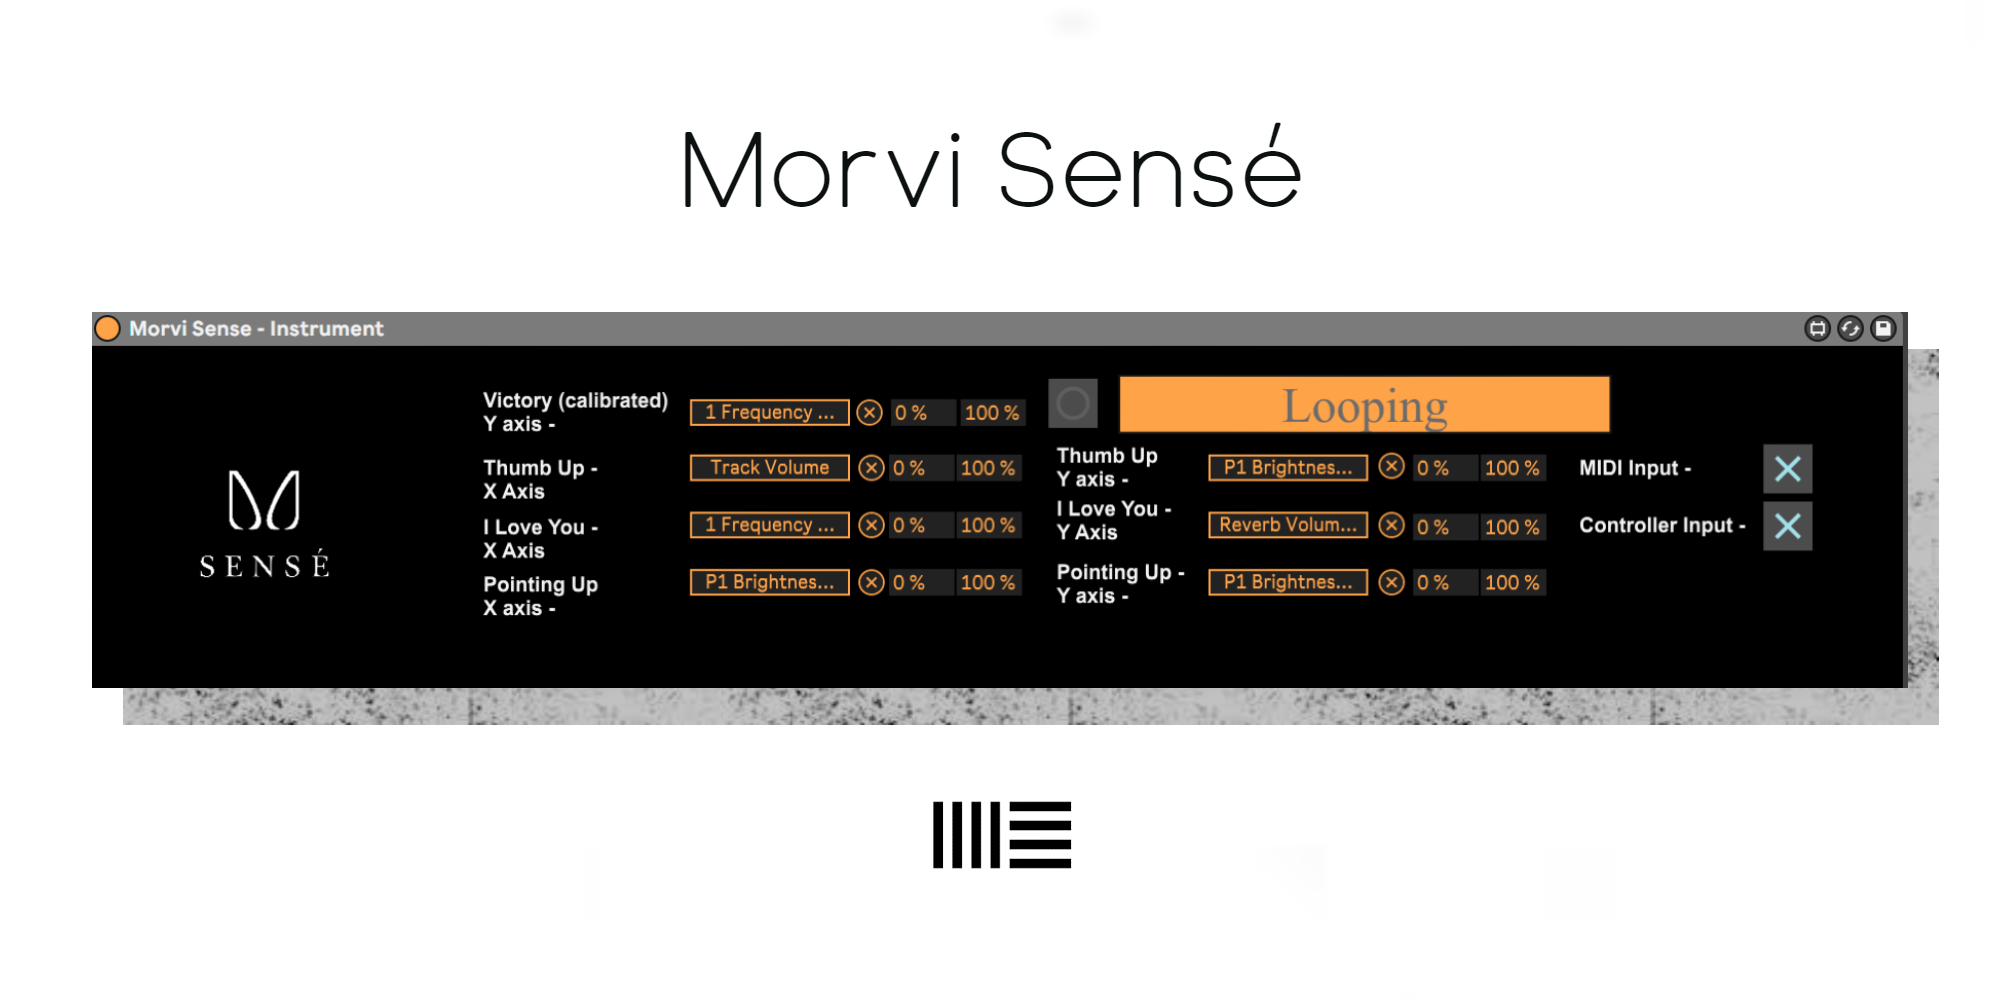 Morvi Sensé
Morvi Sense - Instrument
SENSÉ
Victory (calibrated)
Y axis -
1 Frequency ...
0 %
100 %
Thumb Up -
X Axis
Track Volume
0 %
100 %
I Love You -
X Axis
1 Frequency ...
0 %
100 %
Pointing Up
X axis -
P1 Brightnes...
0 %
100 %
Looping
Thumb Up
Y axis -
P1 Brightnes...
0 %
100 %
I Love You -
Y Axis
Reverb Volum...
0 %
100 %
Pointing Up -
Y axis -
P1 Brightnes...
0 %
100 %
MIDI Input -
Controller Input -